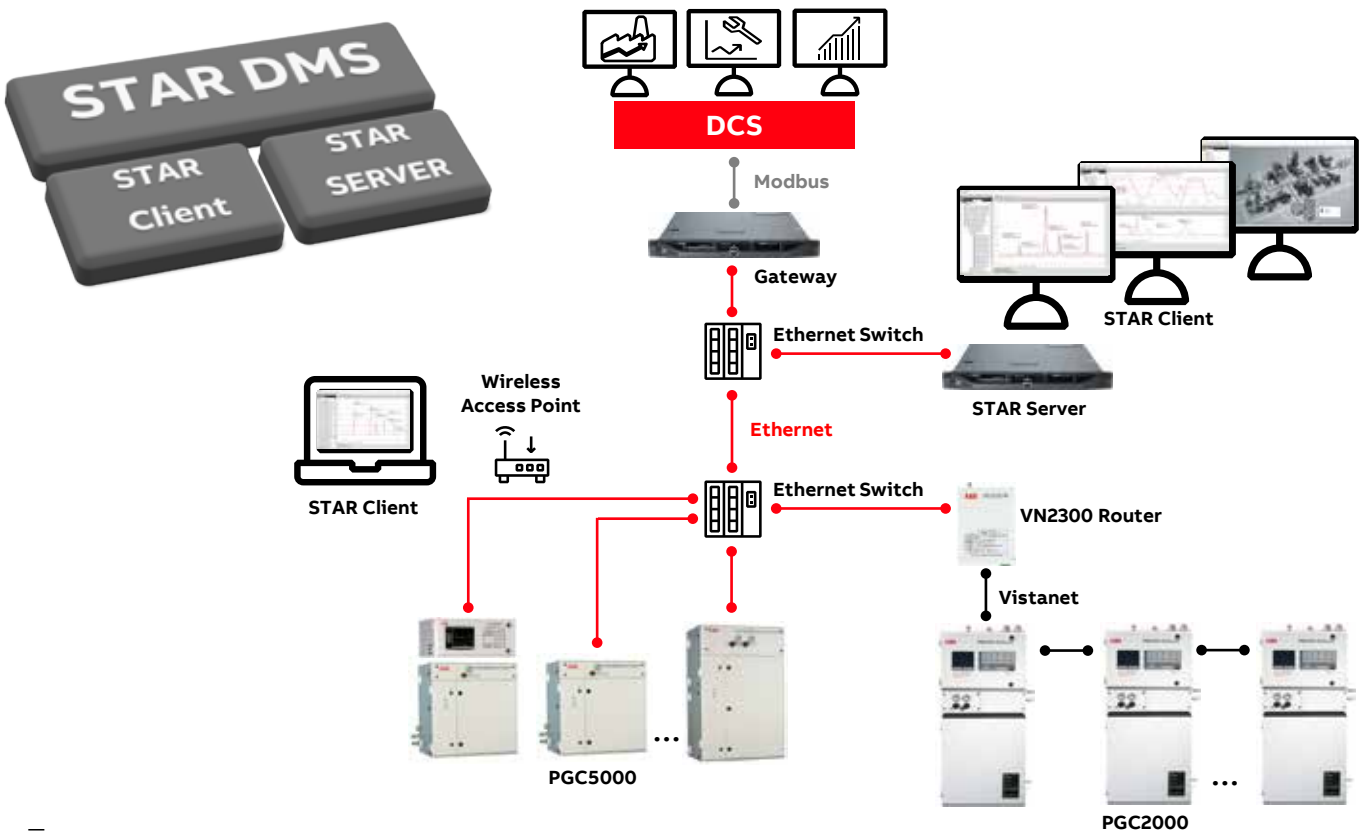 STAR DMS
STAR
Client
STAR
SERVER
DCS
Modbus
Gateway
Ethernet Switch
STAR Client
STAR Server
Wireless
Access Point
STAR Client
Ethernet
Ethernet Switch
VN2300 Router
Vistanet
...
PGC5000
...
PGC2000